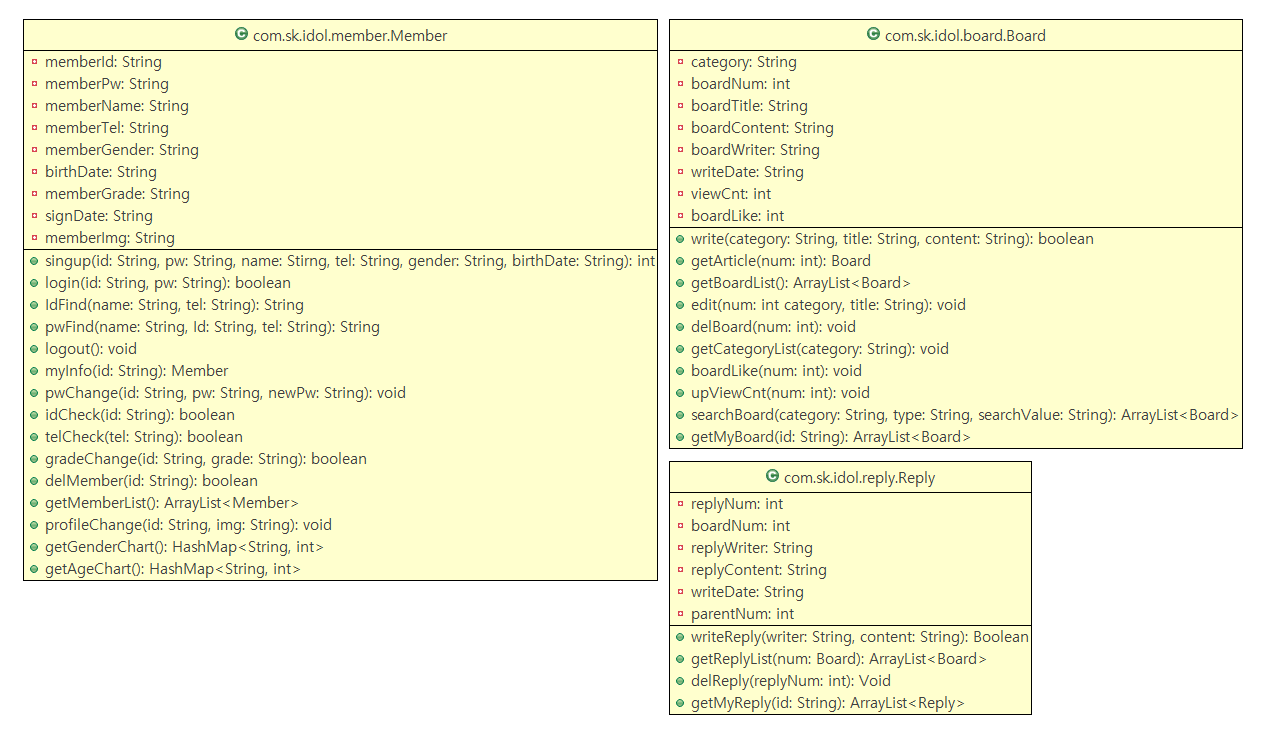 com.sk.idol.member.Member
memberId: String
memberPw: String
memberName: String
memberTel: String
memberGender: String
birthDate: String
memberGrade: String
signDate: String
memberImg: String
singup(id: String, pw: String, name: Stirng, tel: String, gender: String, birthDate: String): int
login(id: String, pw: String): boolean
IdFind(name: String, tel: String): String
pwFind(name: String, Id: String, tel: String): String
logout(): void
myInfo(id: String): Member
pwChange(id: String, pw: String, newPw: String): void
idCheck(id: String): boolean
telCheck(tel: String): boolean
gradeChange(id: String, grade: String): boolean
delMember(id: String): boolean
getMemberList(): ArrayList<Member>
profileChange(id: String, img: String): void
getGenderChart(): HashMap<String, int>
getAgeChart(): HashMap<String, int>
com.sk.idol.board.Board
category: String
boardNum: int
boardTitle: String
boardContent: String
boardWriter: String
writeDate: String
viewCnt: int
boardLike: int
write(category: String, title: String, content: String): boolean
getArticle(num: int): Board
getBoardList(): ArrayList<Board>
edit(num: int category, title: String): void
delBoard(num: int): void
getCategoryList(category: String): void
boardLike(num: int): void
upViewCnt(num: int): void
searchBoard(category: String, type: String, searchValue: String): ArrayList<Board>
getMyBoard(id: String): ArrayList<Board>
com.sk.idol.reply.Reply
replyNum: int
boardNum: int
replyWriter: String
replyContent: String
writeDate: String
parentNum: int
writeReply(writer: String, content: String): Boolean
getReplyList(num: Board): ArrayList<Board>
delReply(replyNum: int): Void
getMyReply(id: String): ArrayList<Reply>